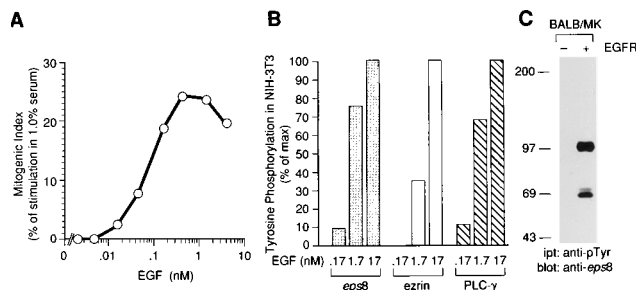 A
Mitogenic Index
(% of stimulation in 1.0% serum)
30
20
10
0
0 .01 .1 1 10
EGF (nM)
B
Tyrosine Phosphorylation in NIH-3T3
(% of max)
100
90
80
70
60
50
40
30
20
10
0
EGF (nM) .17 1.7 17 .17 1.7 17 .17 1.7 17
eps8 ezrin PLC-γ
C
BALB/MK
– + EGFR
200
97
69
43
ipt: anti-pTyr
blot: anti-eps8